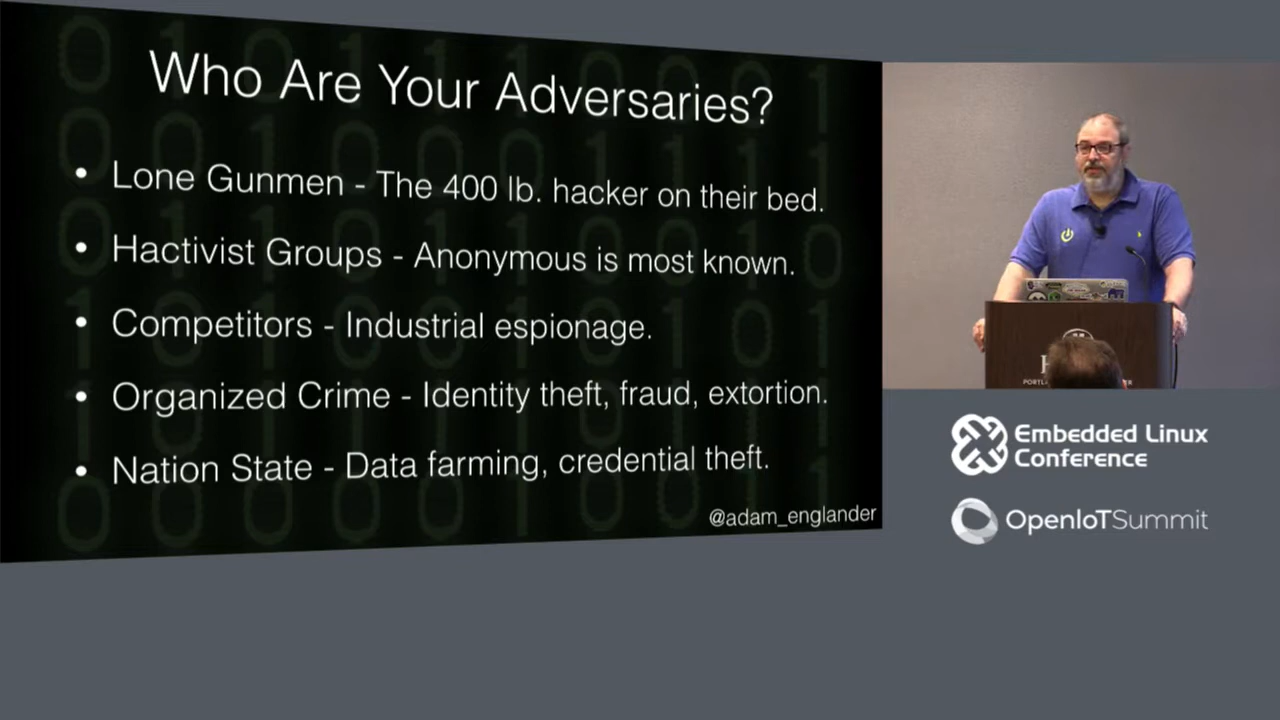 Who Are Your Adversaries?
• Lone Gunmen - The 400 lb. hacker on their bed.
• Hactivist Groups - Anonymous is most known.
• Competitors - Industrial espionage.
• Organized Crime - Identity theft, fraud, extortion.
• Nation State - Data farming, credential theft.
@adam_englander
Embedded Linux
Conference
OpenIoTSummit